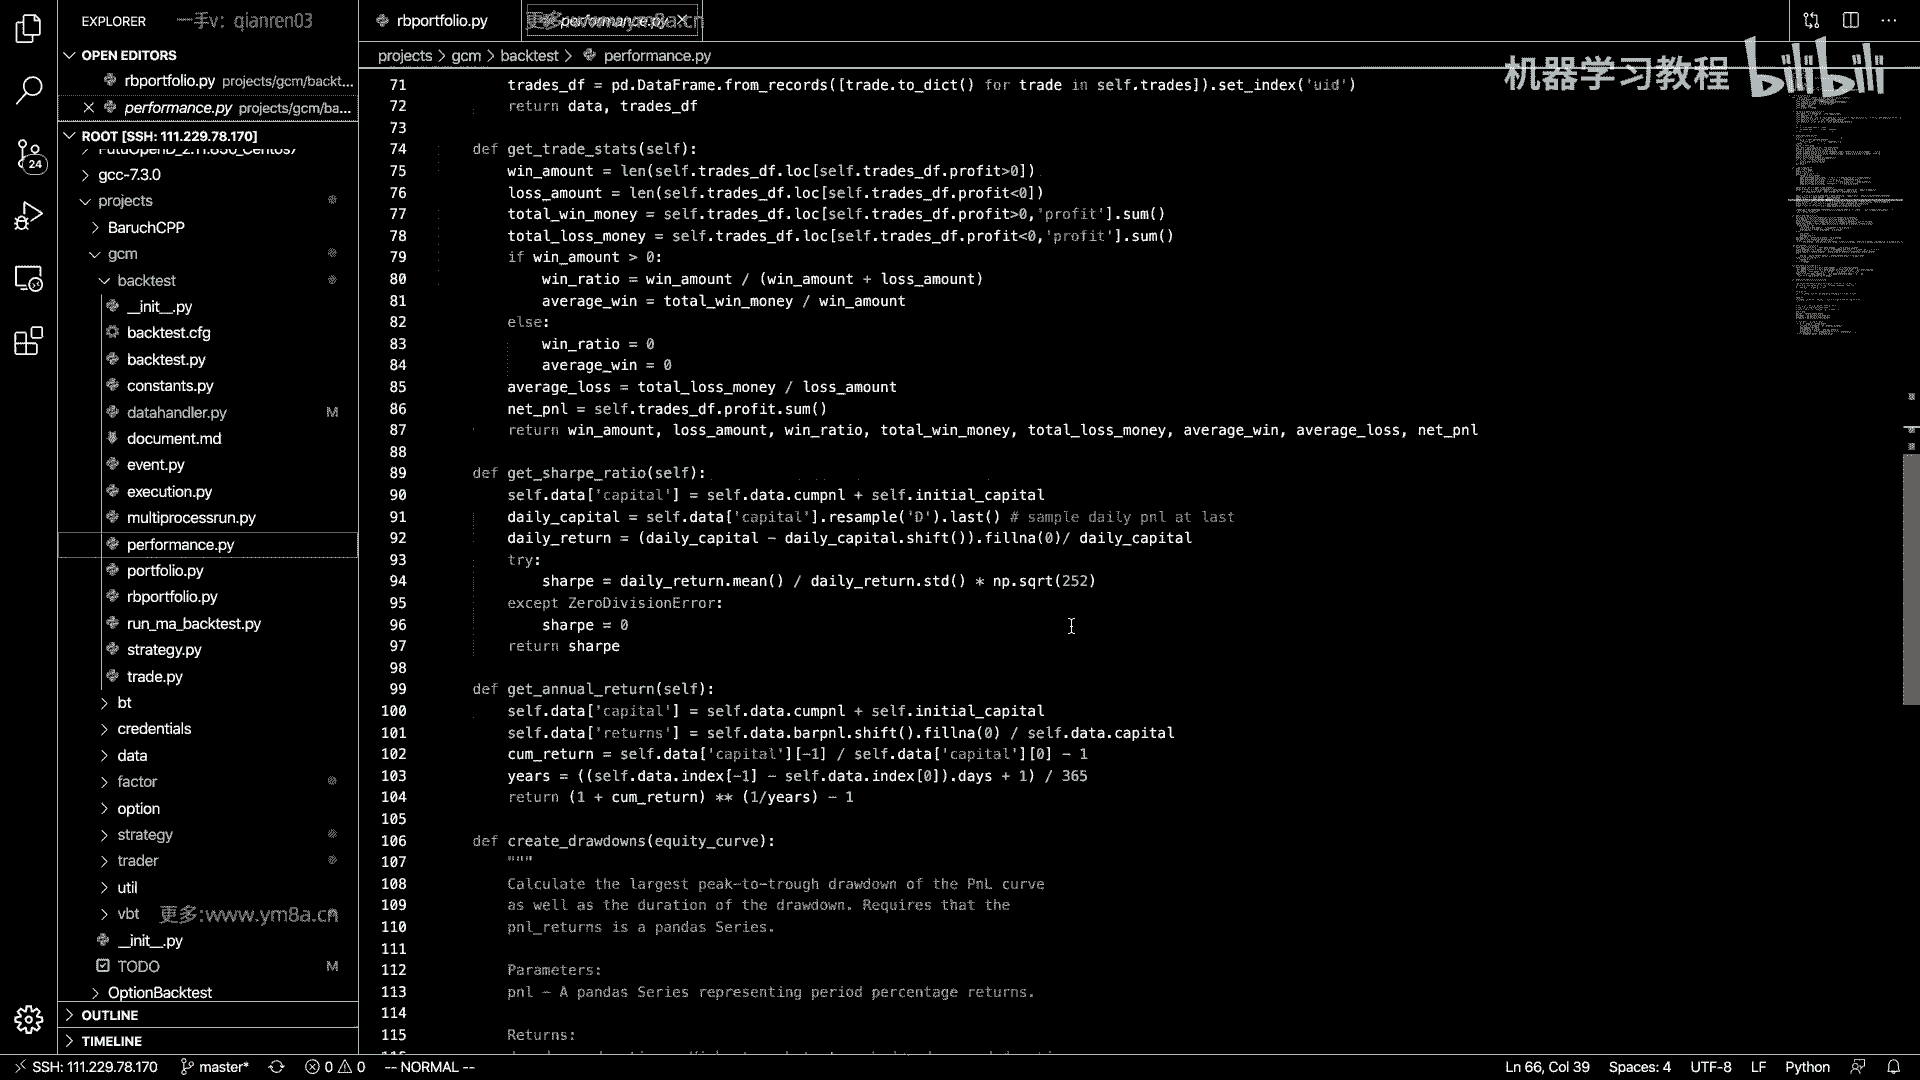 EXPLORER
一手v: qianren03
rbportfolio.py
performance.py
OPEN EDITORS
rbportfolio.py projects/gcm/backt...
performance.py projects/gcm/ba...
ROOT [SSH: 111.229.78.170]
gcc-7.3.0
projects
BaruchCPP
gcm
backtest
__init__.py
backtest.cfg
backtest.py
constants.py
datahandler.py M
document.md
event.py
execution.py
multiprocessrun.py
performance.py
portfolio.py
rbportfolio.py
run_ma_backtest.py
strategy.py
trade.py
bt
credentials
data
factor
option
strategy
trader
util
vbt
更多:www.ym8a.cn
__init__.py
TODO M
OptionBacktest
OUTLINE
TIMELINE
projects > gcm > backtest > performance.py
机器学习教程 bilibili
71 trades_df = pd.DataFrame.from_records([trade.to_dict() for trade in self.trades]).set_index('uid')
72 return data, trades_df
73
74 def get_trade_stats(self):
75 win_amount = len(self.trades_df.loc[self.trades_df.profit>0])
76 loss_amount = len(self.trades_df.loc[self.trades_df.profit<0])
77 total_win_money = self.trades_df.loc[self.trades_df.profit>0,'profit'].sum()
78 total_loss_money = self.trades_df.loc[self.trades_df.profit<0,'profit'].sum()
79 if win_amount > 0:
80 win_ratio = win_amount / (win_amount + loss_amount)
81 average_win = total_win_money / win_amount
82 else:
83 win_ratio = 0
84 average_win = 0
85 average_loss = total_loss_money / loss_amount
86 net_pnl = self.trades_df.profit.sum()
87 return win_amount, loss_amount, win_ratio, total_win_money, total_loss_money, average_win, average_loss, net_pnl
88
89 def get_sharpe_ratio(self):
90 self.data['capital'] = self.data.cumpnl + self.initial_capital
91 daily_capital = self.data['capital'].resample('D').last() # sample daily pnl at last
92 daily_return = (daily_capital - daily_capital.shift()).fillna(0)/ daily_capital
93 try:
94 sharpe = daily_return.mean() / daily_return.std() * np.sqrt(252)
95 except ZeroDivisionError:
96 sharpe = 0
97 return sharpe
98
99 def get_annual_return(self):
100 self.data['capital'] = self.data.cumpnl + self.initial_capital
101 self.data['returns'] = self.data.barpnl.shift().fillna(0) / self.data.capital
102 cum_return = self.data['capital'][-1] / self.data['capital'][0] - 1
103 years = ((self.data.index[-1] - self.data.index[0]).days + 1) / 365
104 return (1 + cum_return) ** (1/years) - 1
105
106 def create_drawdowns(equity_curve):
107 """
108 Calculate the largest peak-to-trough drawdown of the PnL curve
109 as well as the duration of the drawdown. Requires that the
110 pnl_returns is a pandas Series.
111
112 Parameters:
113 pnl - A pandas Series representing period percentage returns.
114
115 Returns:
24
SSH: 111.229.78.170 master* 0 0 -- NORMAL --
Ln 66, Col 39 Spaces: 4 UTF-8 LF Python